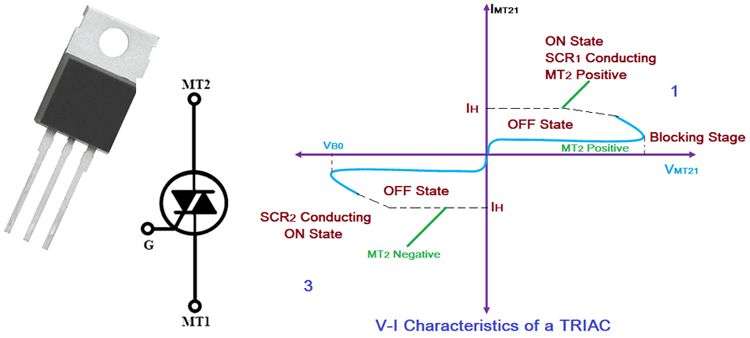 MT2
G
MT1
IMT21
ON State
SCR1 Conducting
MT2 Positive
1
IH
OFF State
Blocking Stage
MT2 Positive
VB0
VMT21
OFF State
IH
SCR2 Conducting
ON State
MT2 Negative
3
V-I Characteristics of a TRIAC